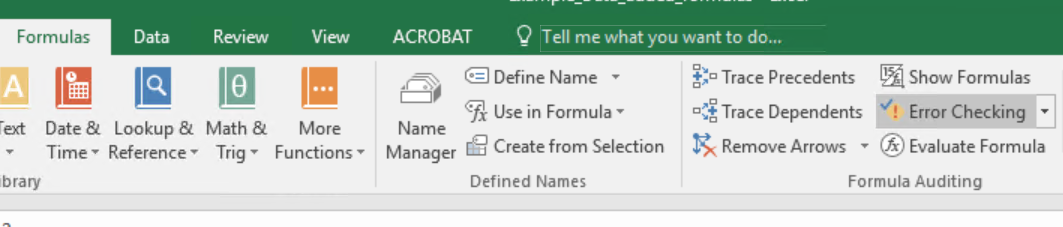 Formulas Data Review View ACROBAT Tell me what you want to do...
Define Name Trace Precedents Show Formulas
Use in Formula Trace Dependents Error Checking
Date & Time
Lookup & Reference
Math & Trig
More Functions
Name Manager
Create from Selection Remove Arrows Evaluate Formula
Defined Names Formula Auditing